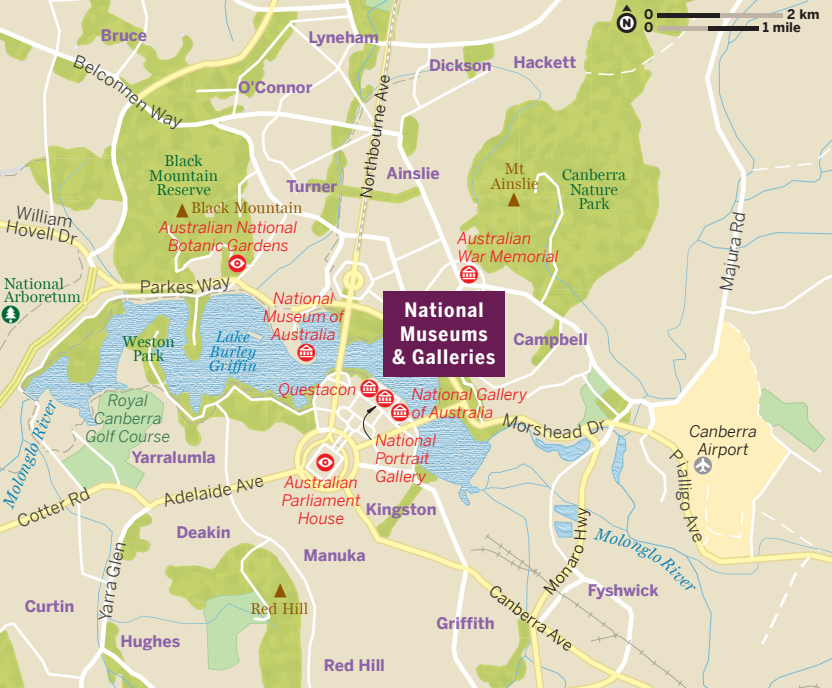 Bruce
Lyneham
N
0 2 km
0 1 mile
Dickson
Hackett
Belconnen Way
O'Connor
Northbourne Ave
Black
Mountain
Reserve
Ainslie
Mt
Ainslie
Canberra
Nature
Park
Turner
Black Mountain
William
Hovell Dr
Australian National
Botanic Gardens
Australian
War Memorial
Majura Rd
National
Arboretum
Parkes Way
National
Museum of
Australia
National
Museums
& Galleries
Weston
Park
Lake
Burley
Griffin
Campbell
Questacon
National Gallery
of Australia
Royal
Canberra
Golf Course
Molonglo River
Morshead Dr
Canberra
Airport
National
Portrait
Gallery
Yarralumla
Pialligo Ave
Cotter Rd
Adelaide Ave
Australian
Parliament
House
Kingston
Deakin
Monaro Hwy
Molonglo River
Manuka
Yarra Glen
Fyshwick
Curtin
Red Hill
Canberra Ave
Griffith
Hughes
Red Hill